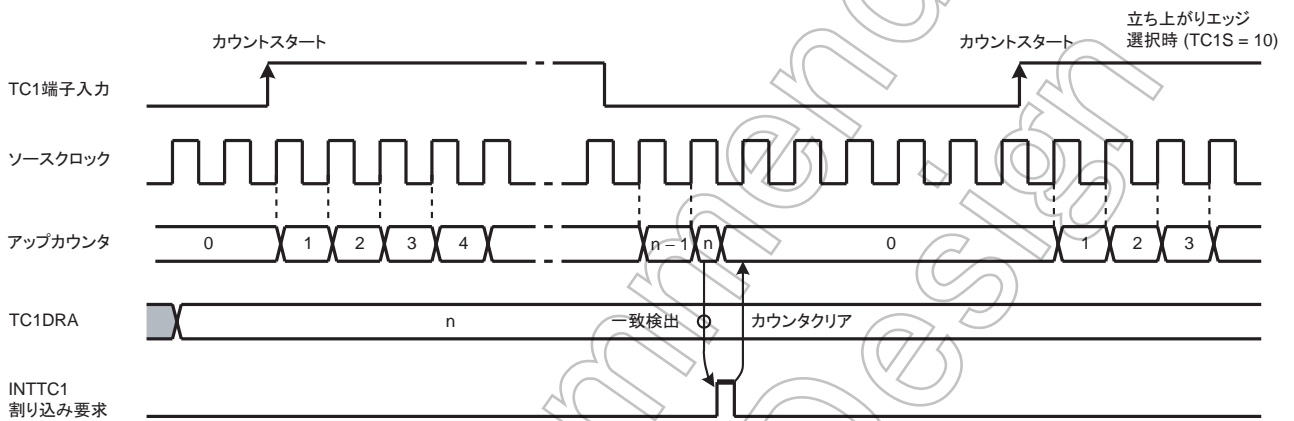 立ち上がりエッジ
選択時 (TC1S = 10)
カウントスタート
カウントスタート
TC1端子入力
ソースクロック
アップカウンタ
0
1
2
3
4
n – 1
n
0
1
2
3
TC1DRA
n
一致検出
カウンタクリア
INTTC1
割り込み要求